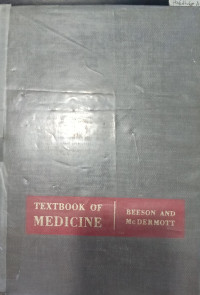 TEXTBOOK OF
MEDICINE
BEESON AND
McDERMOTT